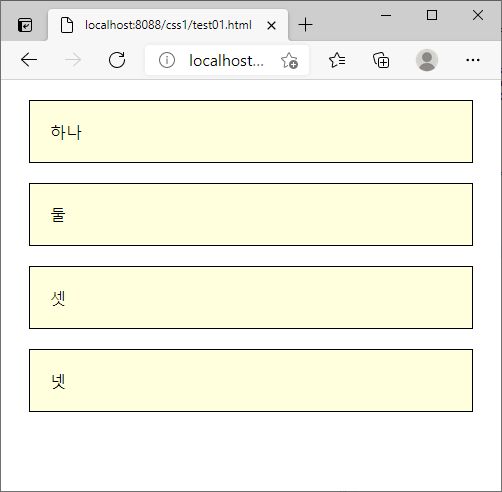 localhost:8088/css1/test01.html
localhost...
하나
둘
셋
넷